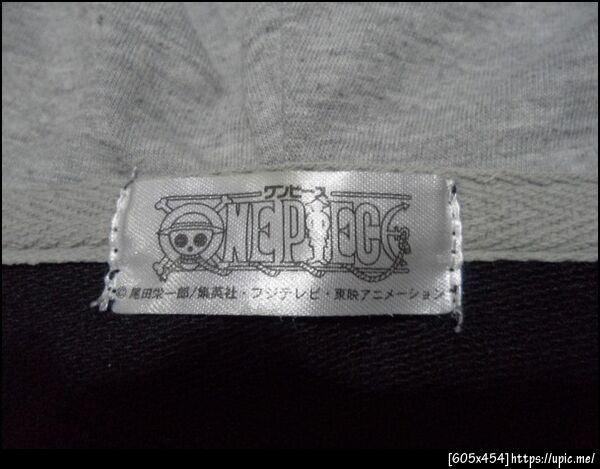 ワンピース
ONE PIECE
© 尾田栄一郎/集英社・フジテレビ・東映アニメーション
[605x454]https://upic.me/